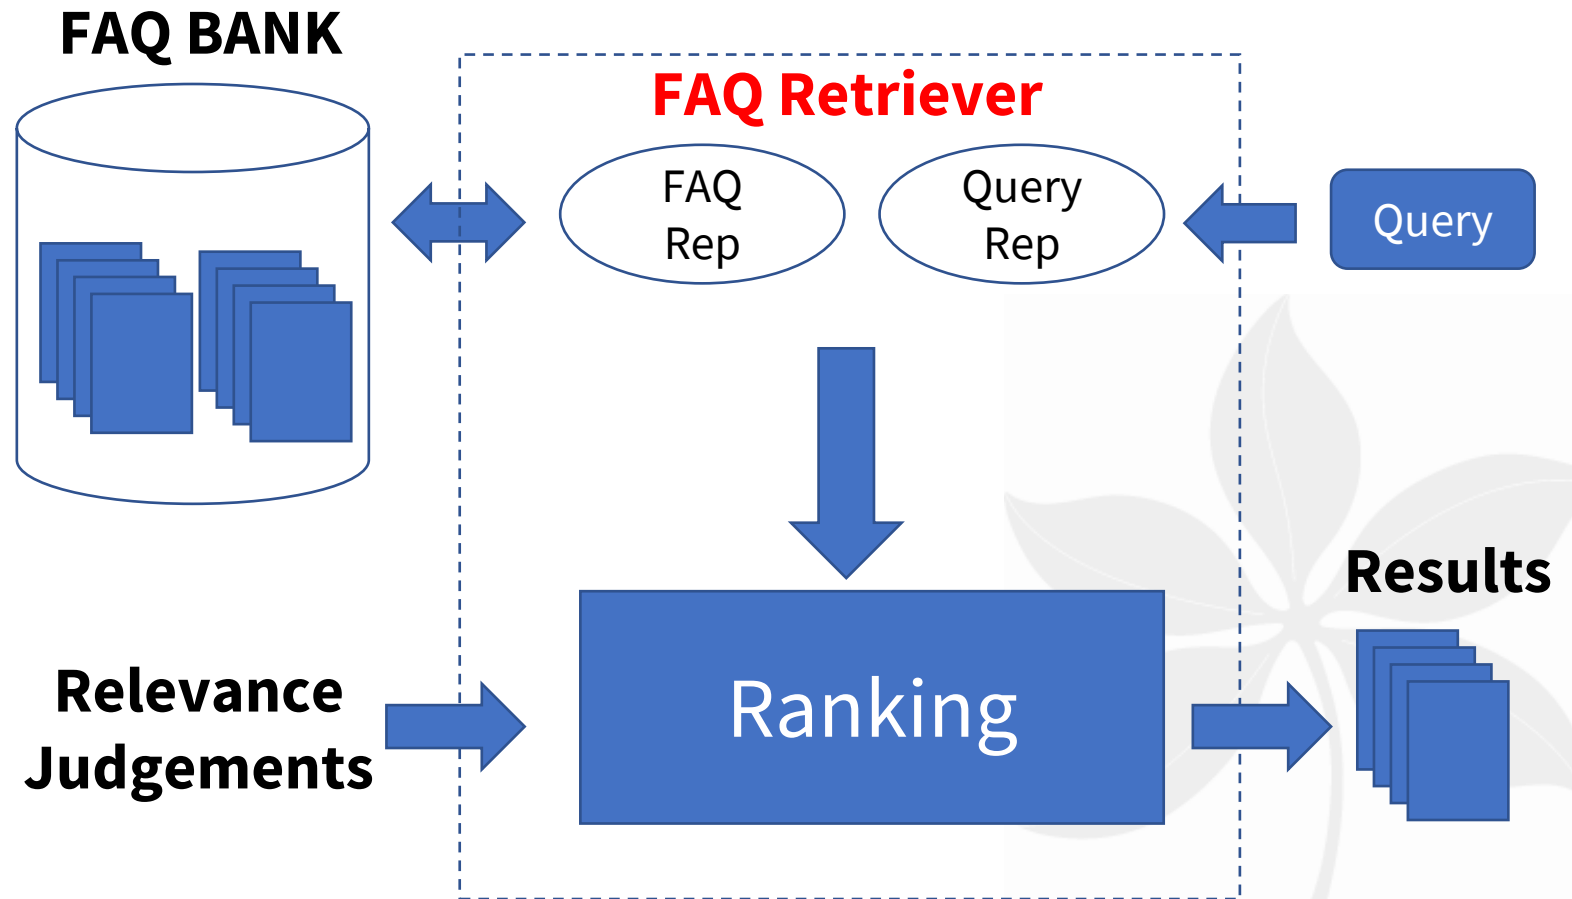 FAQ BANK
FAQ Retriever
FAQ
Rep
Query
Rep
Query
Relevance
Judgements
Ranking
Results